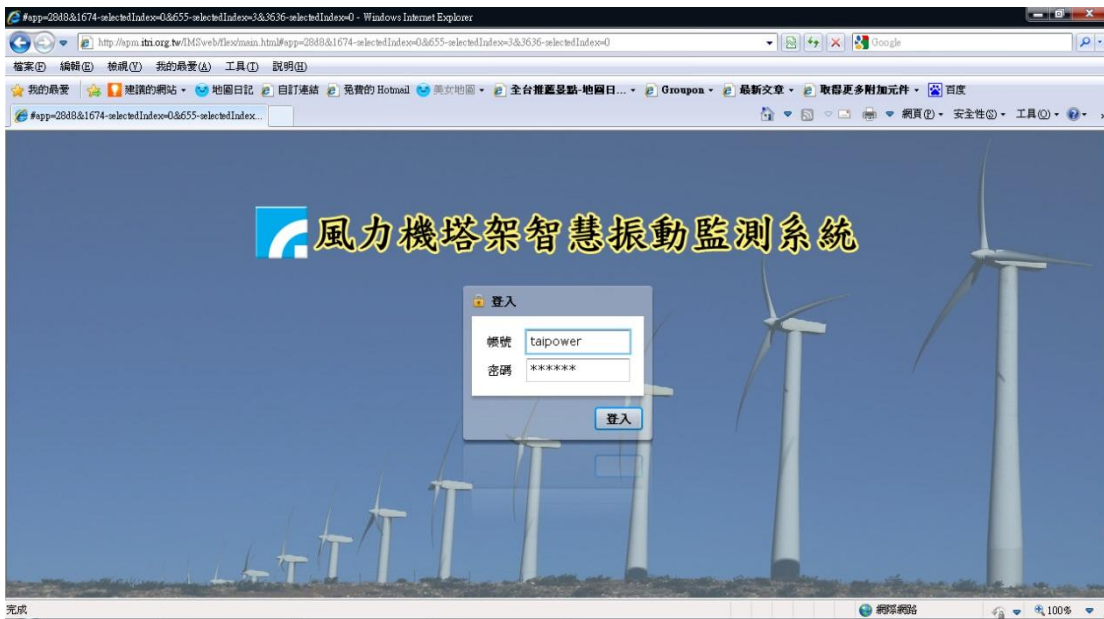 #app=28d8&1674-selectedIndex=0&655-selectedIndex=3&3636-selectedIndex=0 - Windows Internet Explorer
http://apm.itri.org.tw/IMSweb/flex/main.html#app=28d8&1674-selectedIndex=0&655-selectedIndex=3&3636-selectedIndex=0 Google
檔案(F) 編輯(E) 檢視(V) 我的最愛(A) 工具(T) 說明(H)
我的最愛 建議的網站 地圖日記 自訂連結 免費的 Hotmail 美女地圖 全台推薦景點-地圖日... Groupon 最新文章 取得更多附加元件 百度
#app=28d8&1674-selectedIndex=0&655-selectedIndex... 網頁(P) 安全性(S) 工具(O)
風力機塔架智慧振動監測系統
登入
帳號 taipower
密碼 ******
登入
完成 網際網路 100%